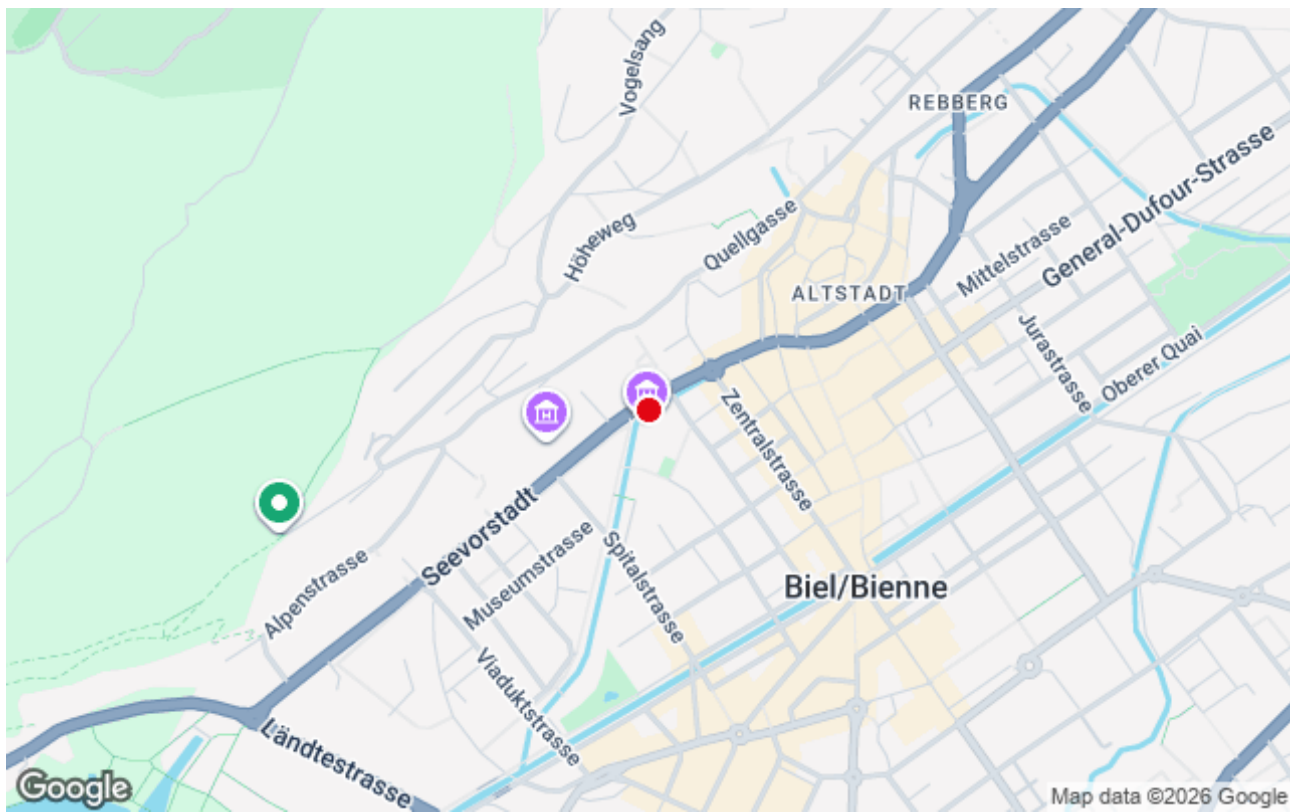 Vogelsang
REBBERG
General-Dufour-Strasse
Höheweg
Quellgasse
Mittelstrasse
ALTSTADT
Jurastrasse
Oberer Quai
Zentralstrasse
Seevorstadt
Museumstrasse
Spitalstrasse
Alpenstrasse
Biel/Bienne
Viaduktstrasse
Ländtestrasse
Google
Map data ©2026 Google